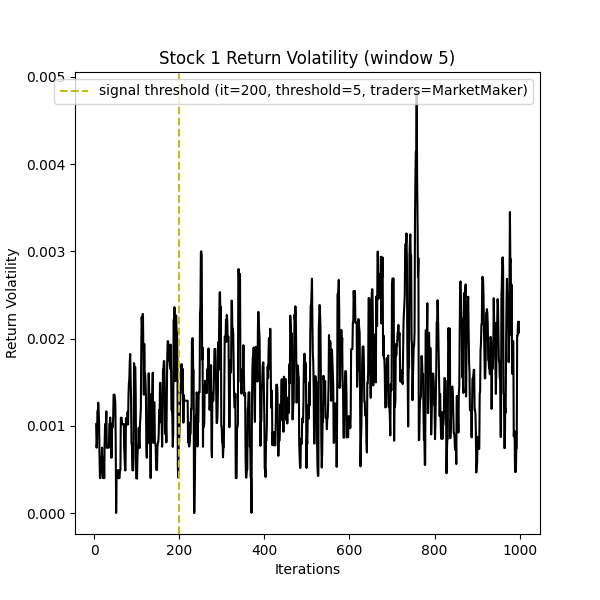 Stock 1 Return Volatility (window 5)
signal threshold (it=200, threshold=5, traders=MarketMaker)
Return Volatility
0.005
0.004
0.003
0.002
0.001
0.000
0 200 400 600 800 1000
Iterations